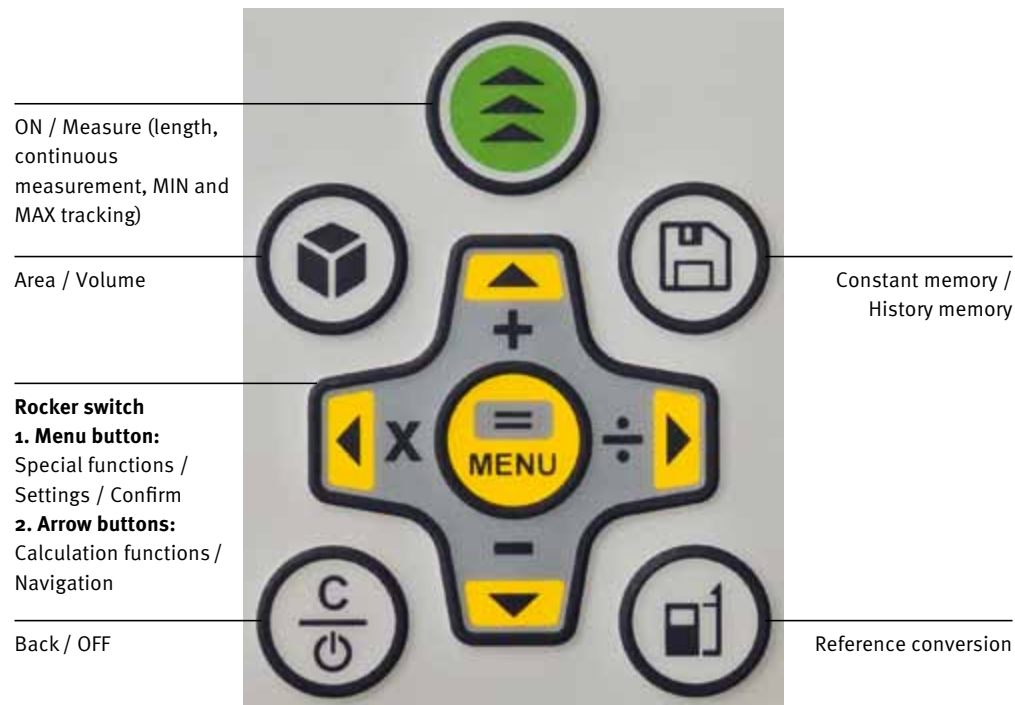 ON / Measure (length,
continuous
measurement, MIN and
MAX tracking)
Area / Volume
Constant memory /
History memory
Rocker switch
1. Menu button:
Special functions /
Settings / Confirm
2. Arrow buttons:
Calculation functions /
Navigation
+
X
=
MENU
÷
-
C
Back / OFF
Reference conversion